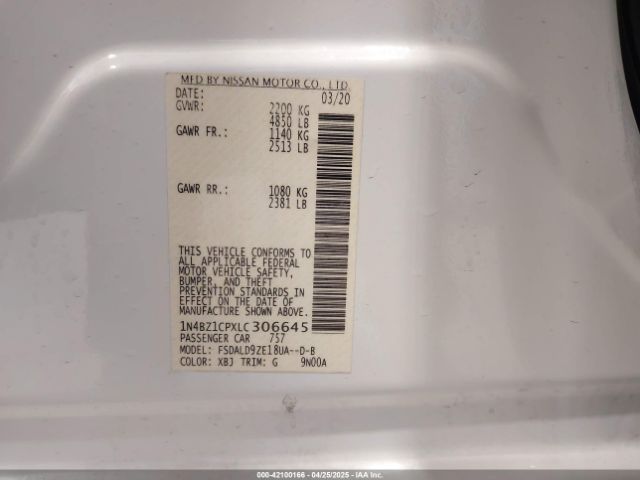 MFD BY NISSAN MOTOR CO., LTD.
DATE: 03/20
GVWR: 2200 KG
4850 LB
GAWR FR.: 1140 KG
2513 LB
GAWR RR.: 1080 KG
2381 LB
THIS VEHICLE CONFORMS TO
ALL APPLICABLE FEDERAL
MOTOR VEHICLE SAFETY,
BUMPER, AND THEFT
PREVENTION STANDARDS IN
EFFECT ON THE DATE OF
MANUFACTURE SHOWN ABOVE.
1N4BZ1CPXLC306645
PASSENGER CAR 757
MODEL: FSDALD9ZE18UA--D-B
COLOR: XBJ TRIM: G 9N00A
000-42100166 - 04/25/2025 - IAAI.COM